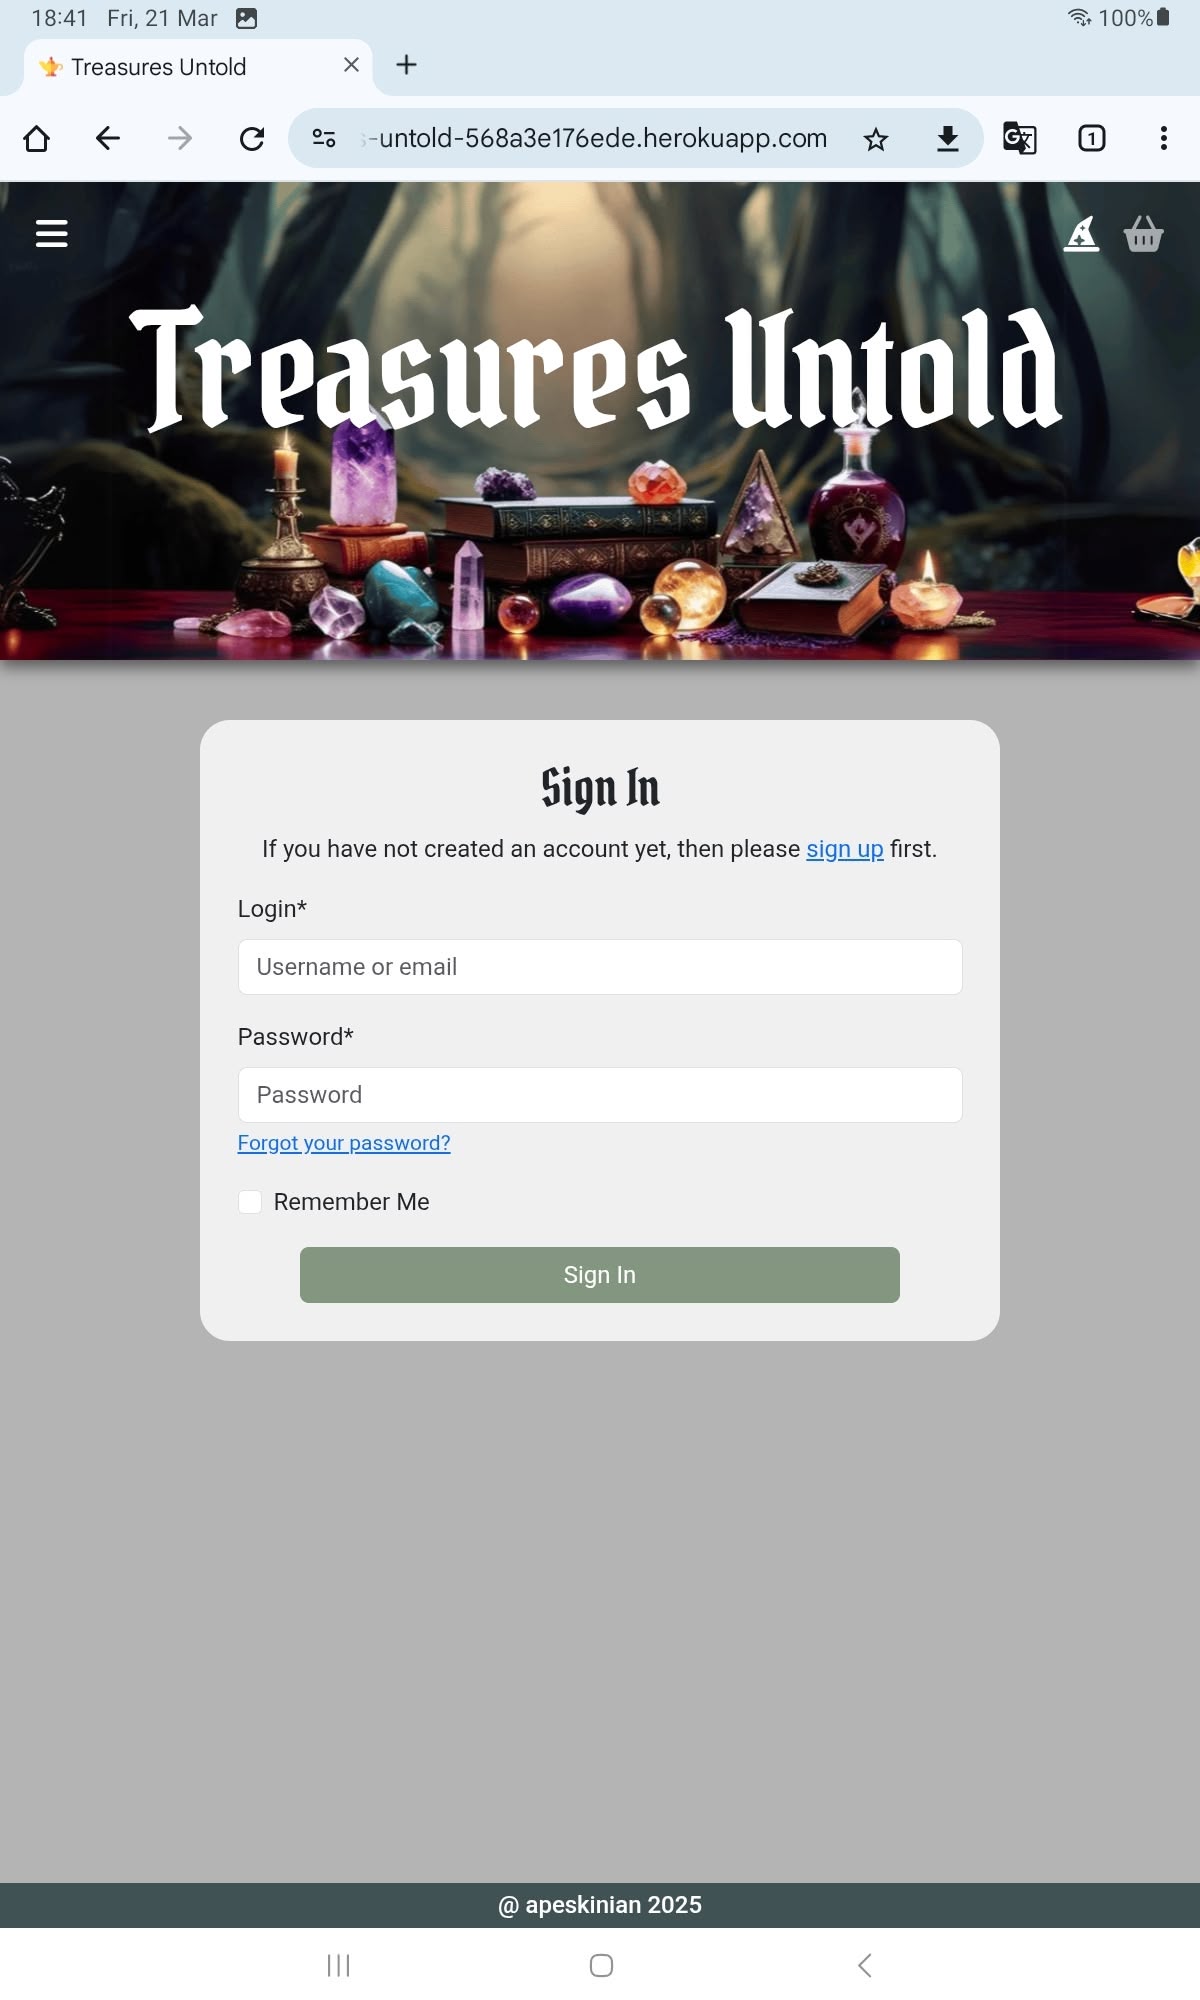 18:41 Fri, 21 Mar 100%
Treasures Untold
-untold-568a3e176ede.herokuapp.com 1
Treasures Untold
Sign In
If you have not created an account yet, then please sign up first.
Login*
Username or email
Password*
Password
Forgot your password?
Remember Me
Sign In
@ apeskinian 2025